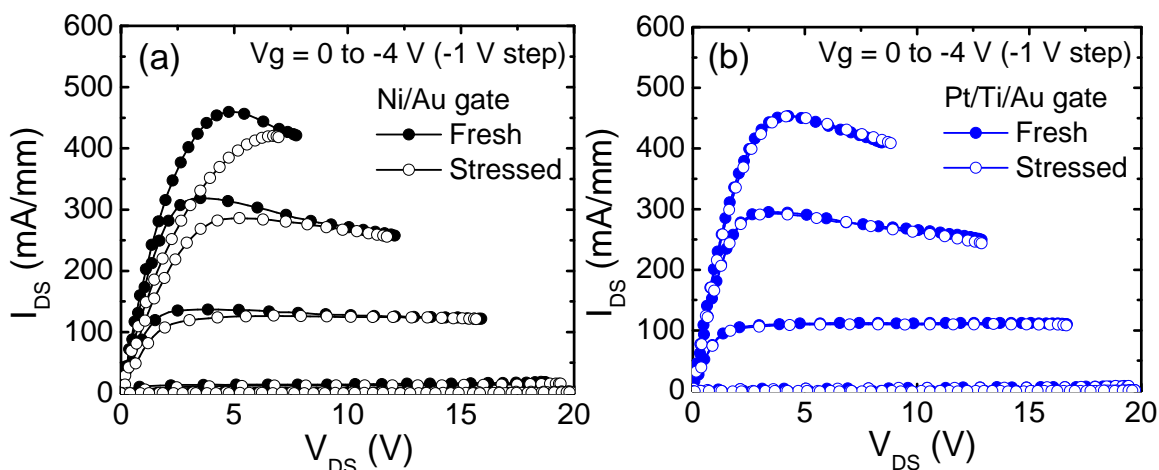 (a)
Vg = 0 to -4 V (-1 V step)
Ni/Au gate
Fresh
Stressed
I_DS (mA/mm)
600
500
400
300
200
100
0
0 5 10 15 20
V_DS (V)
(b)
Vg = 0 to -4 V (-1 V step)
Pt/Ti/Au gate
Fresh
Stressed
I_DS (mA/mm)
600
500
400
300
200
100
0
0 5 10 15 20
V_DS (V)